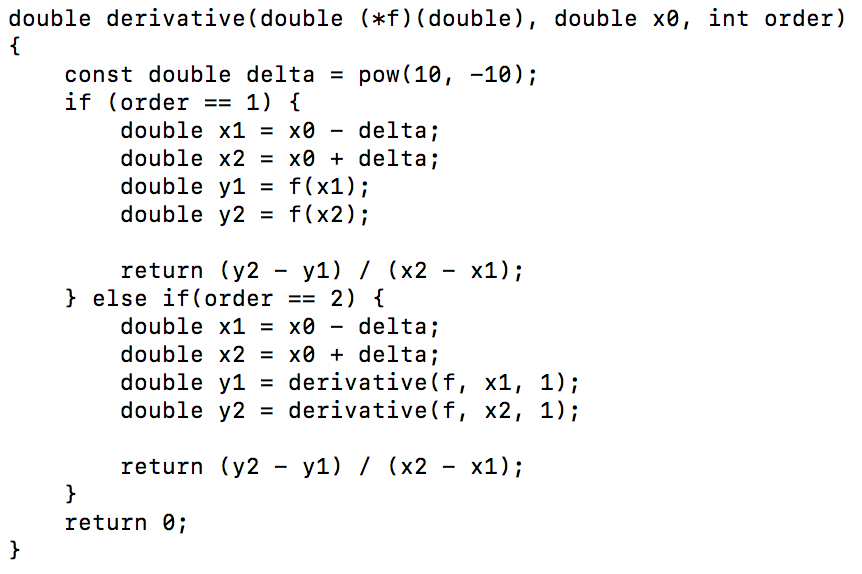 double derivative(double (*f)(double), double x0, int order)
{
    const double delta = pow(10, -10);
    if (order == 1) {
        double x1 = x0 - delta;
        double x2 = x0 + delta;
        double y1 = f(x1);
        double y2 = f(x2);

        return (y2 - y1) / (x2 - x1);
    } else if(order == 2) {
        double x1 = x0 - delta;
        double x2 = x0 + delta;
        double y1 = derivative(f, x1, 1);
        double y2 = derivative(f, x2, 1);

        return (y2 - y1) / (x2 - x1);
    }
    return 0;
}